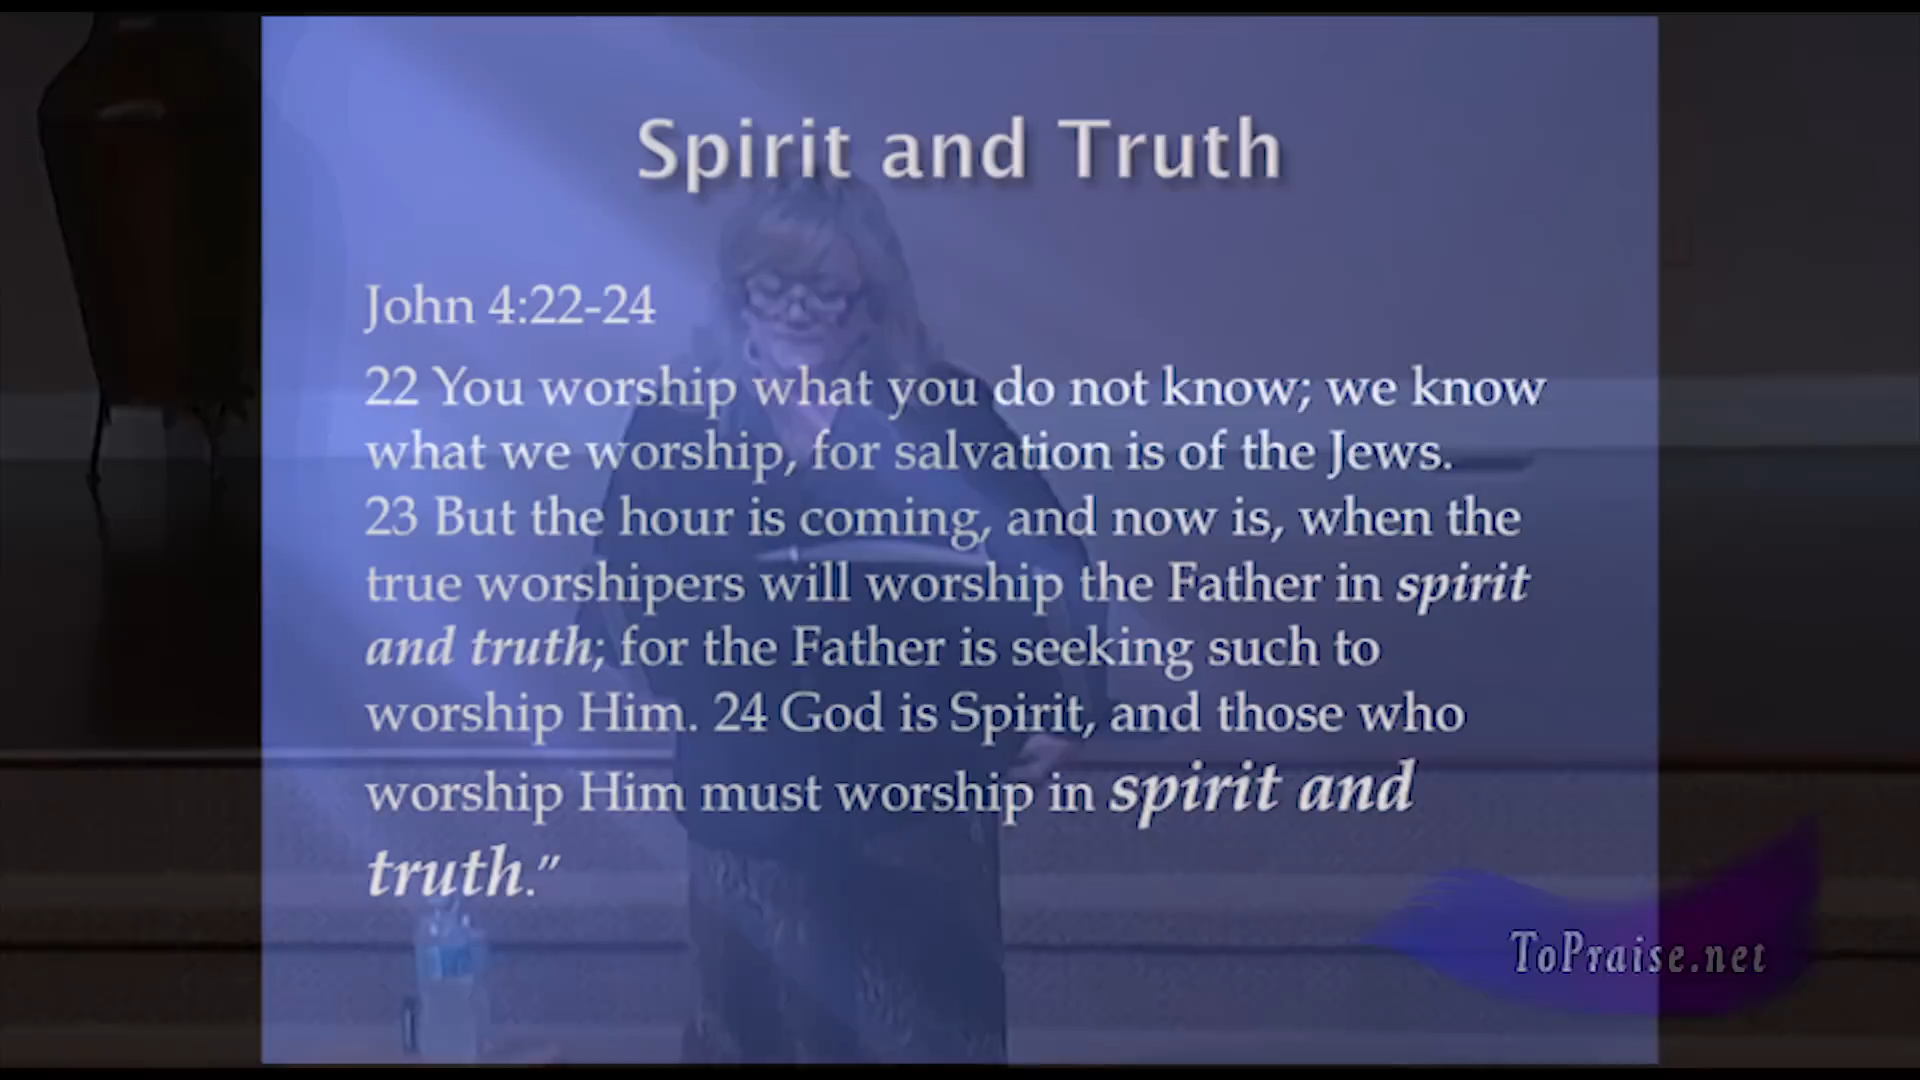 Spirit and Truth
John 4:22-24
22 You worship what you do not know; we know
what we worship, for salvation is of the Jews.
23 But the hour is coming, and now is, when the
true worshipers will worship the Father in spirit
and truth; for the Father is seeking such to
worship Him. 24 God is Spirit, and those who
worship Him must worship in spirit and
truth.”
ToPraise.net